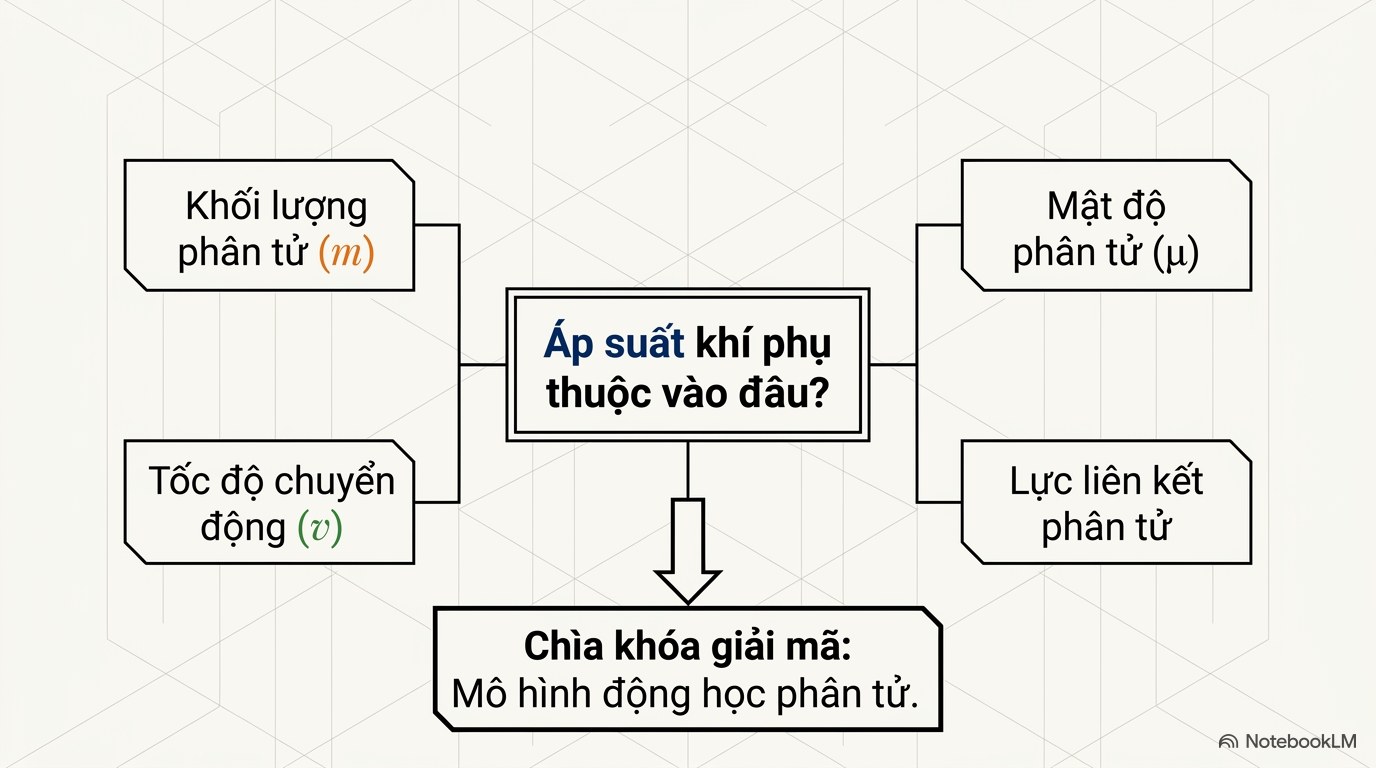 Khối lượng
phân tử (m)
Tốc độ chuyển
động (v)
Áp suất khí phụ
thuộc vào đâu?
Mật độ
phân tử (μ)
Lực liên kết
phân tử
Chìa khóa giải mã:
Mô hình động học phân tử.
NotebookLM